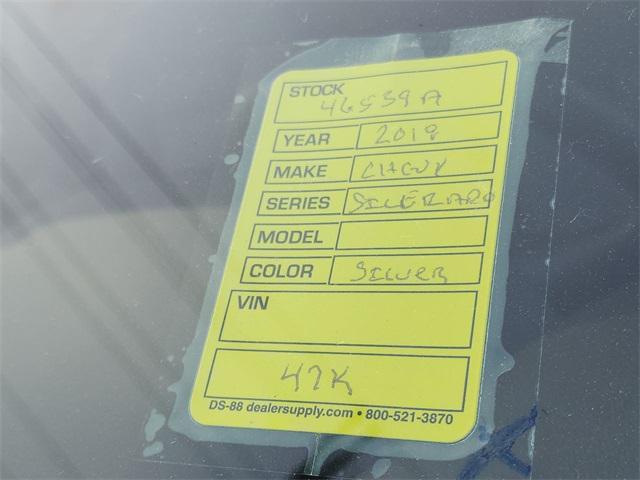 STOCK 46539A
YEAR 2018
MAKE CHEVY
SERIES SILVERADO
MODEL
COLOR SILVER
VIN
47K
DS-88 dealersupply.com • 800-521-3870